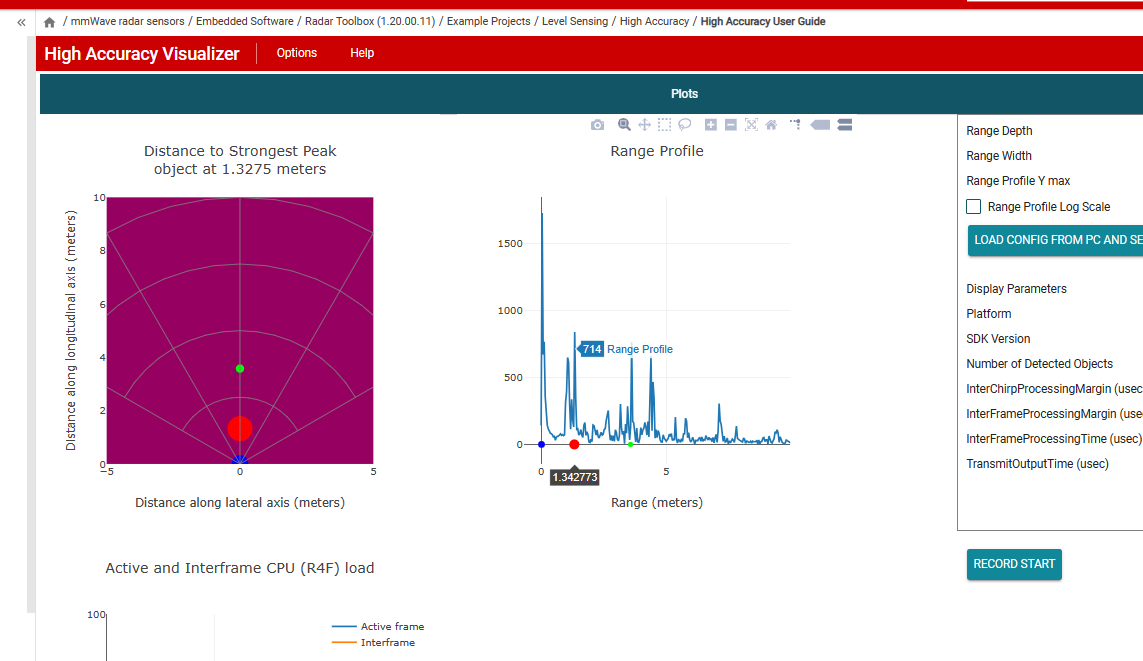 « / mmWave radar sensors / Embedded Software / Radar Toolbox (1.20.00.11) / Example Projects / Level Sensing / High Accuracy / High Accuracy User Guide
High Accuracy Visualizer Options Help
Plots
Distance to Strongest Peak
object at 1.3275 meters
10
8
6
4
2
0
−5
0
5
Distance along longitudinal axis (meters)
Distance along lateral axis (meters)
Range Profile
1500
1000
500
0
714 Range Profile
0
5
1.342773
Range (meters)
Range Depth
Range Width
Range Profile Y max
Range Profile Log Scale
LOAD CONFIG FROM PC AND SE
Display Parameters
Platform
SDK Version
Number of Detected Objects
InterChirpProcessingMargin (usec
InterFrameProcessingMargin (use
InterFrameProcessingTime (usec)
TransmitOutputTime (usec)
RECORD START
Active and Interframe CPU (R4F) load
100
Active frame
Interframe